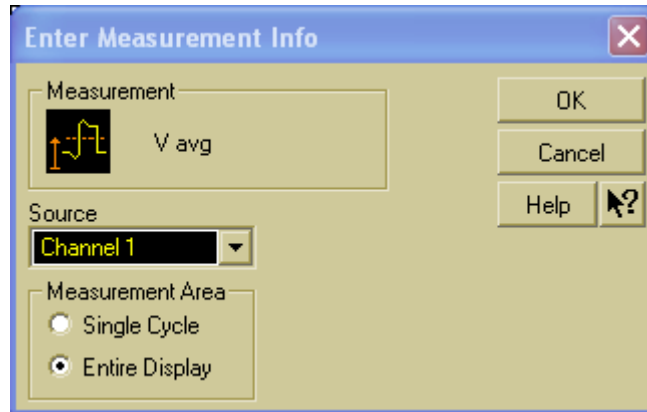 Enter Measurement Info
Measurement
V avg
OK
Cancel
Help
?
Source
Channel 1
Measurement Area
Single Cycle
Entire Display